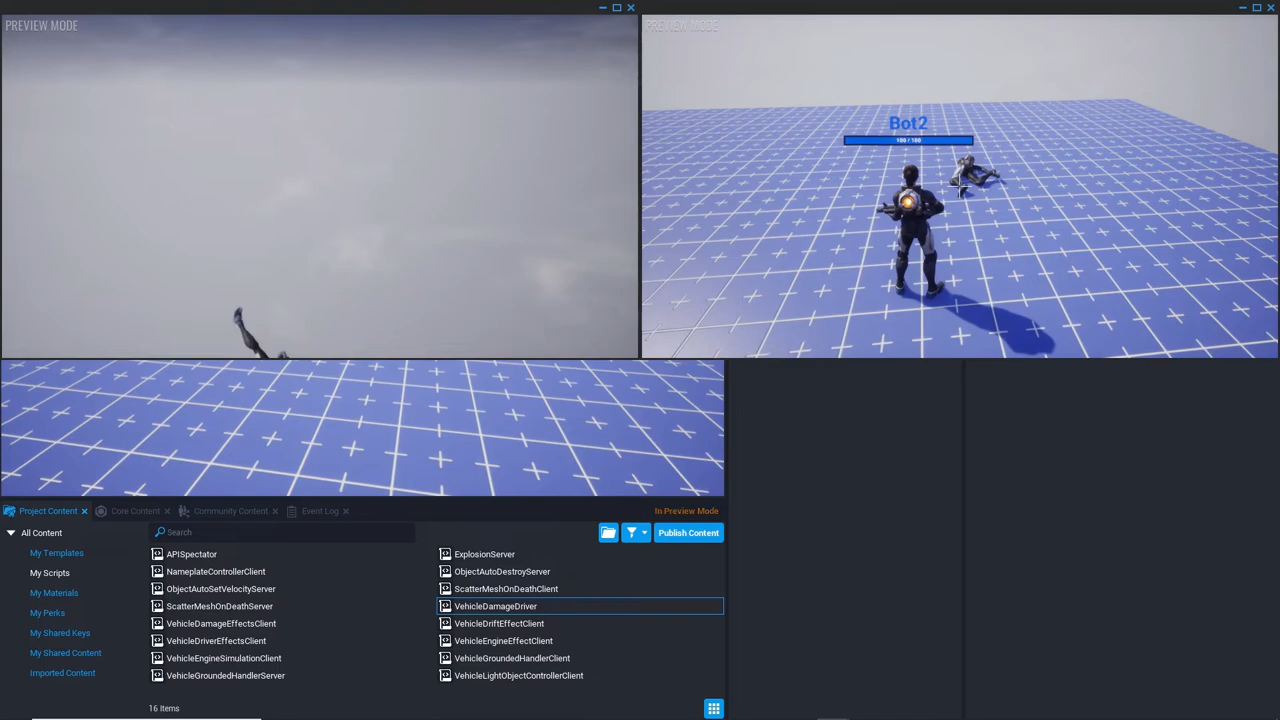 PREVIEW MODE
PREVIEW MODE
Bot2
100 / 100
Project Content
Core Content
Community Content
Event Log
In Preview Mode
All Content
Search
Publish Content
My Templates
My Scripts
My Materials
My Perks
My Shared Keys
My Shared Content
Imported Content
APISpectator
ExplosionServer
NameplateControllerClient
ObjectAutoDestroyServer
ObjectAutoSetVelocityServer
ScatterMeshOnDeathClient
ScatterMeshOnDeathServer
VehicleDamageDriver
VehicleDamageEffectsClient
VehicleDriftEffectClient
VehicleDriverEffectsClient
VehicleEngineEffectClient
VehicleEngineSimulationClient
VehicleGroundedHandlerClient
VehicleGroundedHandlerServer
VehicleLightObjectControllerClient
16 Items